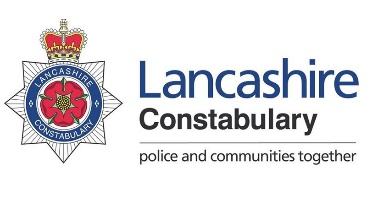 LANCASHIRE
CONSTABULARY
Lancashire
Constabulary
police and communities together